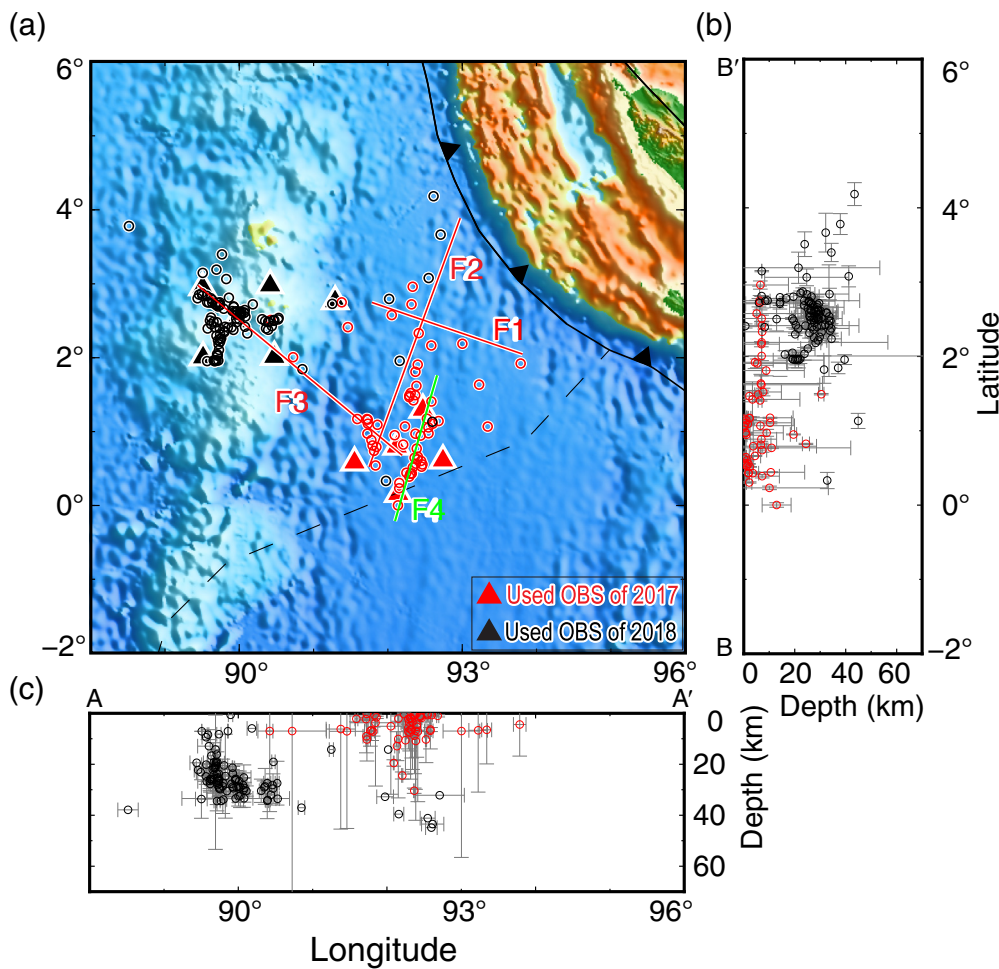 (a)
6°
4°
2°
0°
−2°
90°
93°
96°
F2
F1
F3
F4
Used OBS of 2017
Used OBS of 2018
(b)
B′
B
6°
4°
2°
0°
−2°
Latitude
0 20 40 60
Depth (km)
(c)
A
A′
0
20
40
60
Depth (km)
90°
93°
96°
Longitude